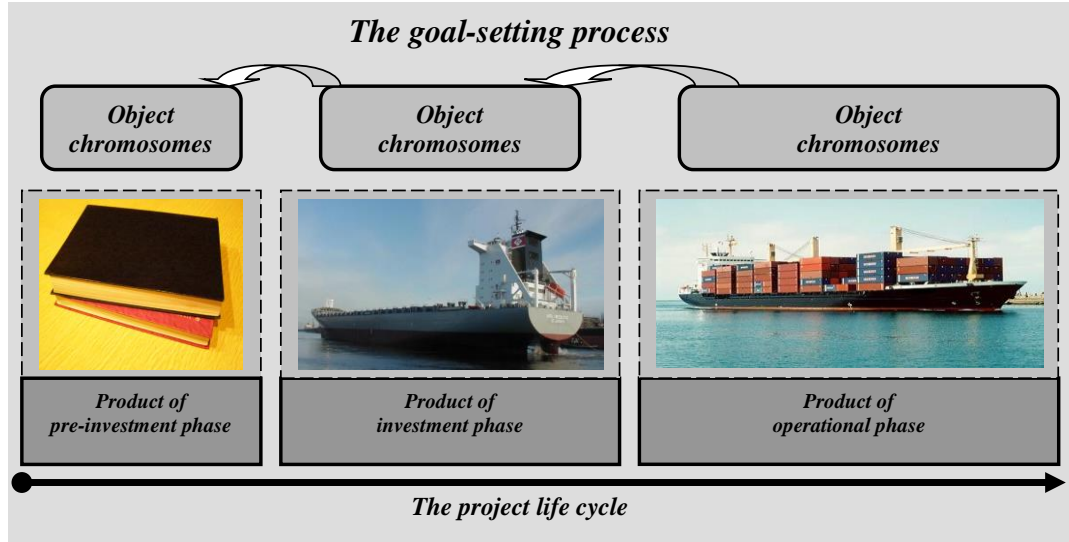 The goal-setting process
Object
chromosomes
Object
chromosomes
Object
chromosomes
Product of
pre-investment phase
Product of
investment phase
Product of
operational phase
The project life cycle